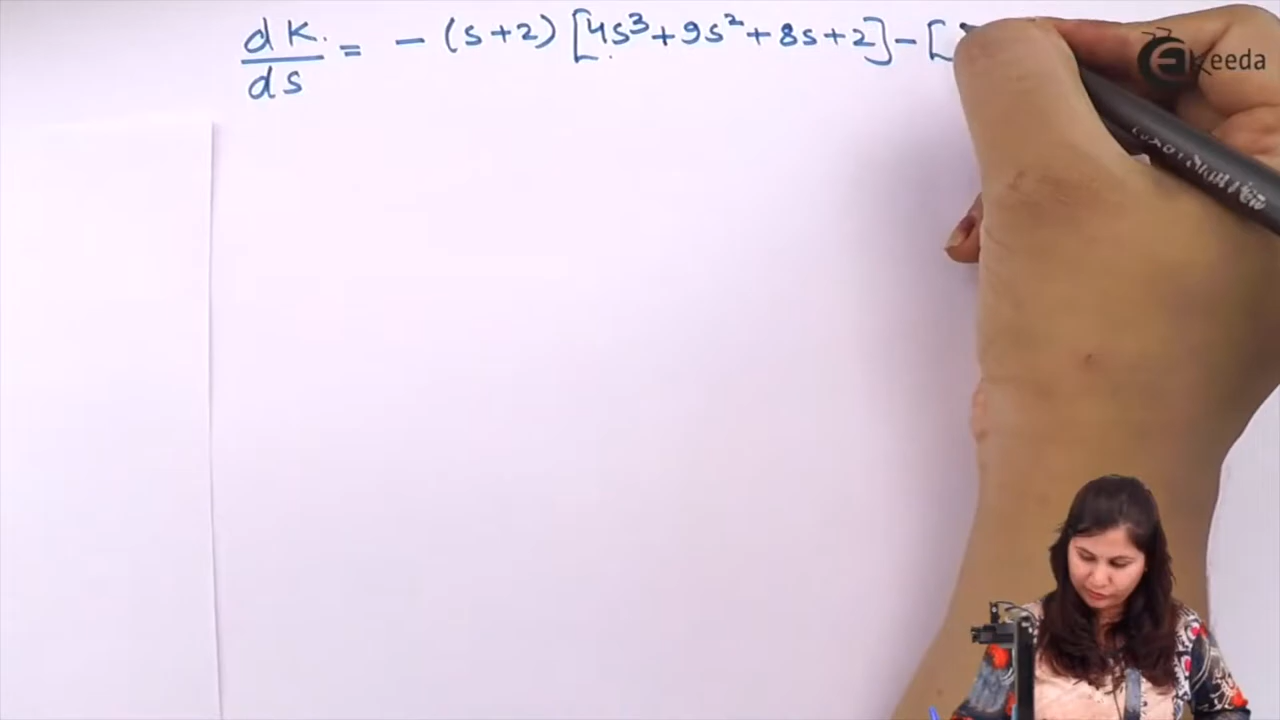 dK. / ds = - (s+2) [4s³+9s²+8s+2] - [
Ekeeda